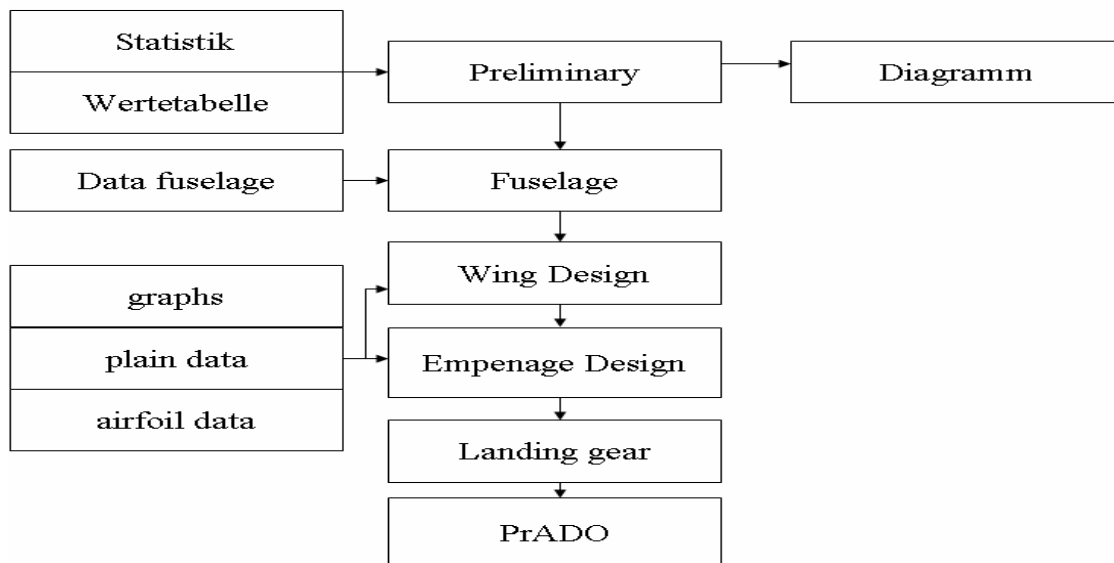 Statistik
Wertetabelle
Preliminary
Diagramm
Data fuselage
Fuselage
Wing Design
graphs
plain data
airfoil data
Empenage Design
Landing gear
PrADO